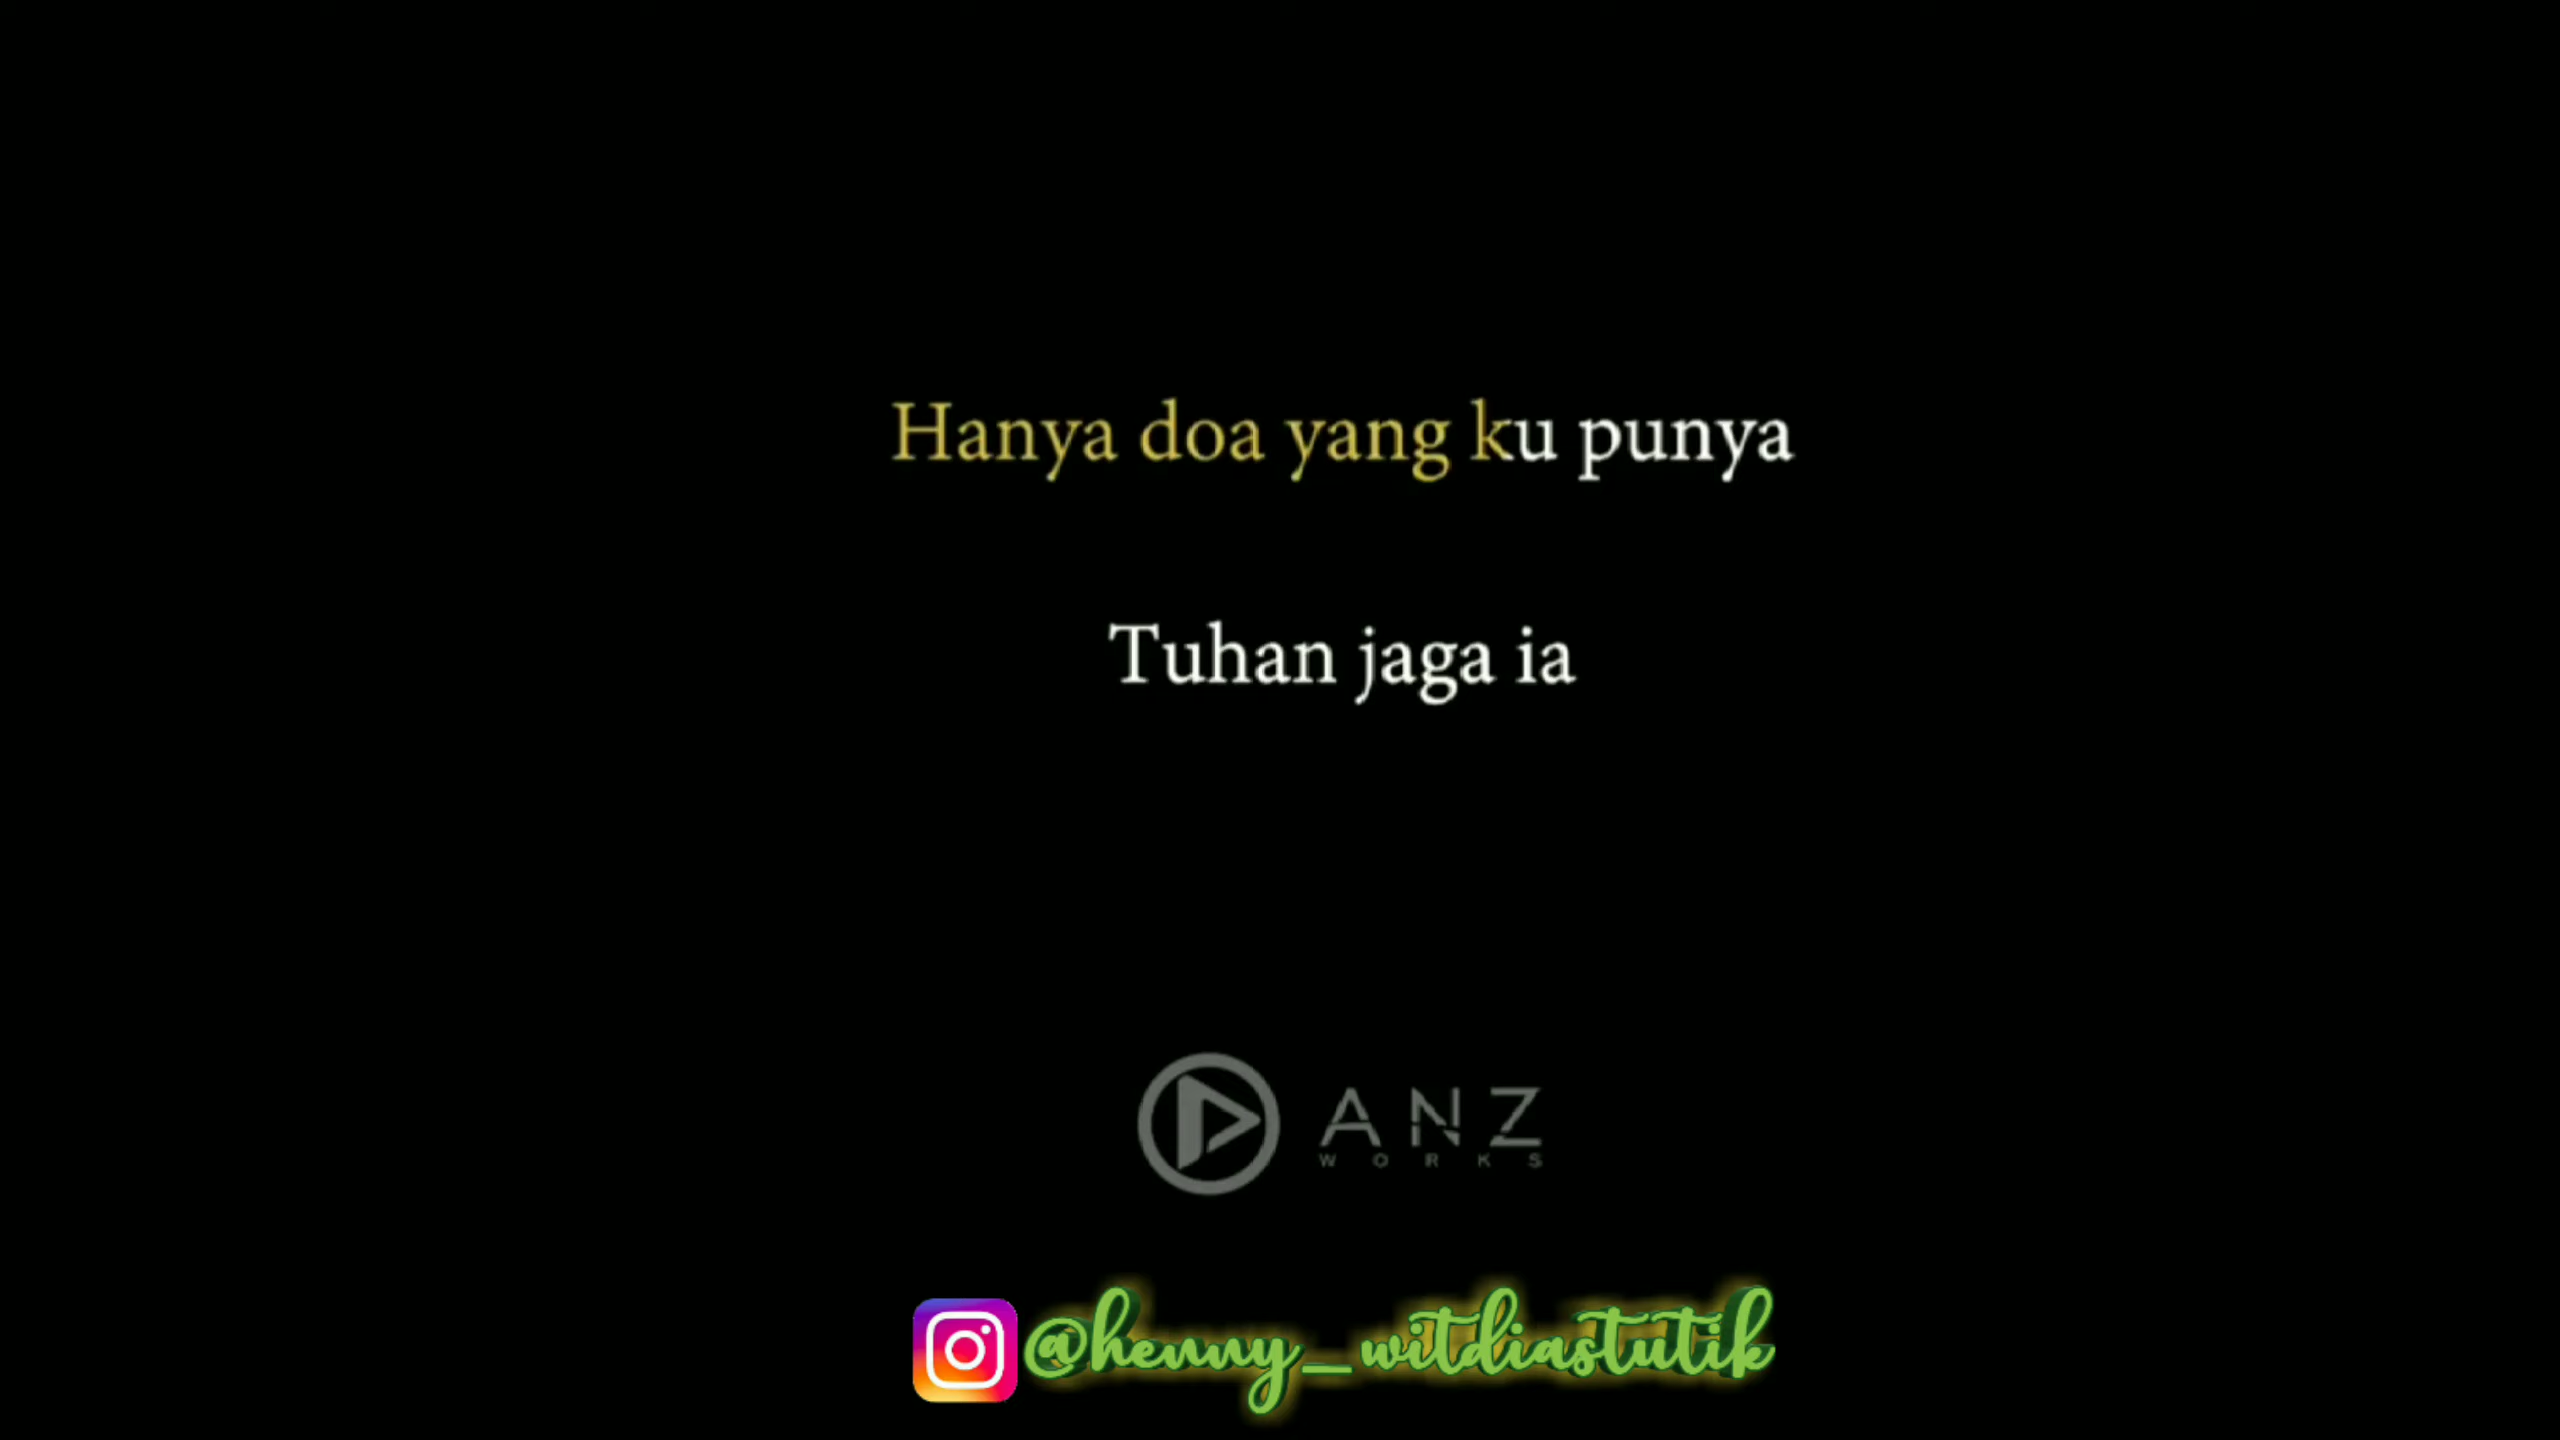 Hanya doa yang ku punya
Tuhan jaga ia
ANZ
WORKS
@henny_witdiastutik